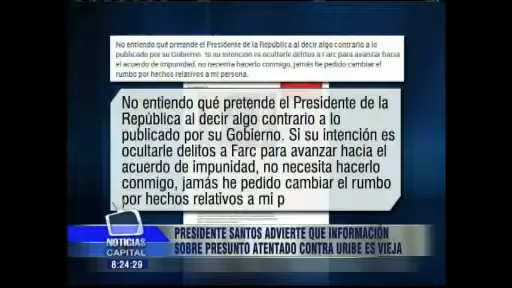 No entiendo qué pretende el Presidente de la República al decir algo contrario a lo
publicado por su Gobierno. Si su intención es ocultarle delitos a Farc para avanzar hacia
el acuerdo de impunidad, no necesita hacerlo conmigo, jamás he pedido cambiar el
rumbo por hechos relativos a mi persona.
No entiendo qué pretende el Presidente de la
República al decir algo contrario a lo
publicado por su Gobierno. Si su intención es
ocultarle delitos a Farc para avanzar hacia el
acuerdo de impunidad, no necesita hacerlo
conmigo, jamás he pedido cambiar el rumbo
por hechos relativos a mi p
PRESIDENTE SANTOS ADVIERTE QUE INFORMACIÓN
SOBRE PRESUNTO ATENTADO CONTRA URIBE ES VIEJA
NOTICIAS
CAPITAL
8:24:29